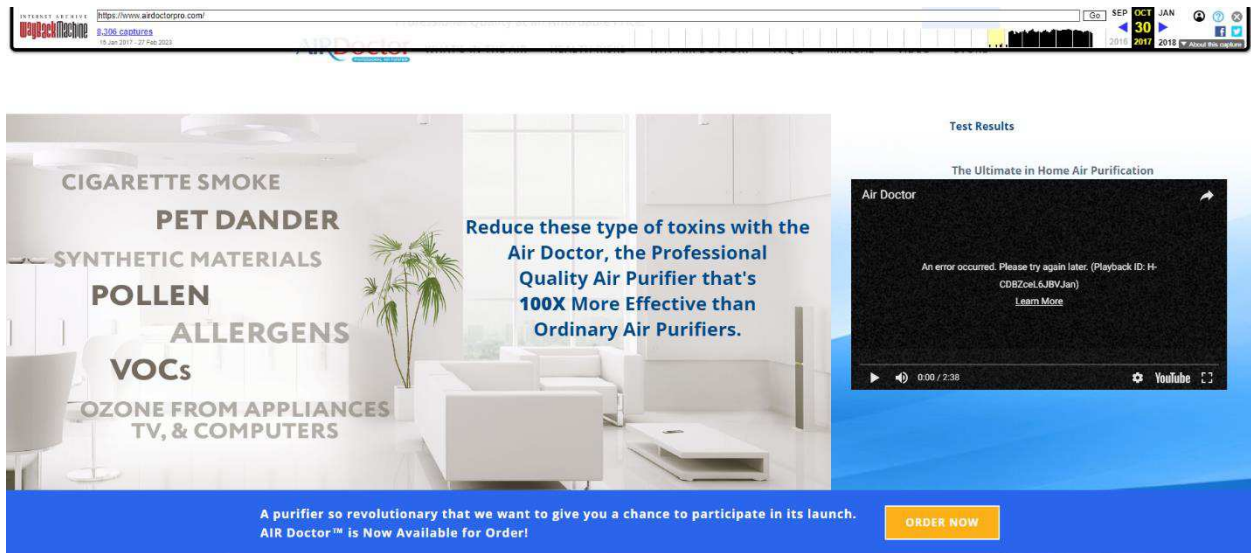 INTERNET ARCHIVE
WayBackMachine
https://www.airdoctorpro.com/
Go
SEP OCT JAN
8,306 captures
30
16 Jan 2017 - 27 Feb 2023
2016 2017 2018
About this capture
AIRDoctor
PROFESSIONAL AIR PURIFIER
CIGARETTE SMOKE
PET DANDER
SYNTHETIC MATERIALS
POLLEN
ALLERGENS
VOCs
OZONE FROM APPLIANCES
TV, & COMPUTERS
Reduce these type of toxins with the
Air Doctor, the Professional
Quality Air Purifier that's
100X More Effective than
Ordinary Air Purifiers.
Test Results
The Ultimate in Home Air Purification
Air Doctor
An error occurred. Please try again later. (Playback ID: H-
CDBZceL6JBVJan)
Learn More
0:00 / 2:38
YouTube
A purifier so revolutionary that we want to give you a chance to participate in its launch.
AIR Doctor™ is Now Available for Order!
ORDER NOW